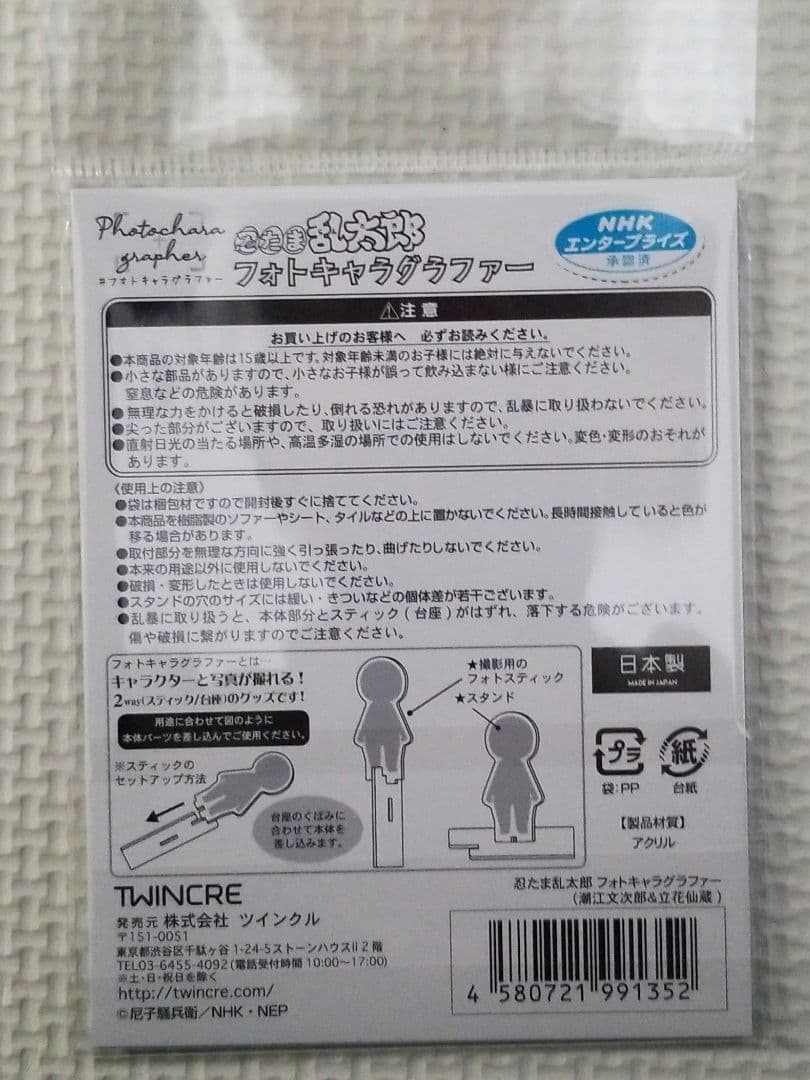 Photochara
grapher
#フォトキャラグラファー
忍たま乱太郎
フォトキャラグラファー
NHK
エンタープライズ
承認済
⚠注意
お買い上げのお客様へ 必ずお読みください。
●本商品の対象年齢は15歳以上です。対象年齢未満のお子様には絶対に与えないでください。
●小さな部品がありますので、小さなお子様が誤って飲み込まない様にご注意ください。
窒息などの危険があります。
●無理な力をかけると破損したり、倒れる恐れがありますので、乱暴に取り扱わないでください。
●尖った部分がございますので、取り扱いにはご注意ください。
●直射日光の当たる場所や、高温多湿の場所での使用はしないでください。変色・変形のおそれが
あります。
《使用上の注意》
●袋は梱包材ですので開封後すぐに捨ててください。
●本商品を樹脂製のソファーやシート、タイルなどの上に置かないでください。長時間接触していると色が
移る場合があります。
●取付部分を無理な方向に強く引っ張ったり、曲げたりしないでください。
●本来の用途以外に使用しないでください。
●破損・変形したときは使用しないでください。
●スタンドの穴のサイズには緩い・きついなどの個体差が若干ございます。
●乱暴に取り扱うと、本体部分とスティック(台座)がはずれ、落下する危険がございます。
傷や破損に繋がりますのでご注意ください。
フォトキャラグラファーとは…
キャラクターと写真が撮れる!
2way(スティック/台座)のグッズです!
用途に合わせて図のように
本体パーツを差し込んでご使用ください。
※スティックの
セットアップ方法
台座のくぼみに
合わせて本体を
差し込みます。
★撮影用の
フォトスティック
★スタンド
日本製
MADE IN JAPAN
プラ
袋:PP
紙
台紙
【製品材質】
アクリル
忍たま乱太郎 フォトキャラグラファー
(潮江文次郎&立花仙蔵)
TWINCRE
発売元 株式会社 ツインクル
〒151-0051
東京都渋谷区千駄ヶ谷 1-24-5ストーンハウスⅡ2階
TEL03-6455-4092(電話受付時間 10:00〜17:00)
※土・日・祝日を除く
http://twincre.com/
©尼子騒兵衛/NHK・NEP
4 580721 991352